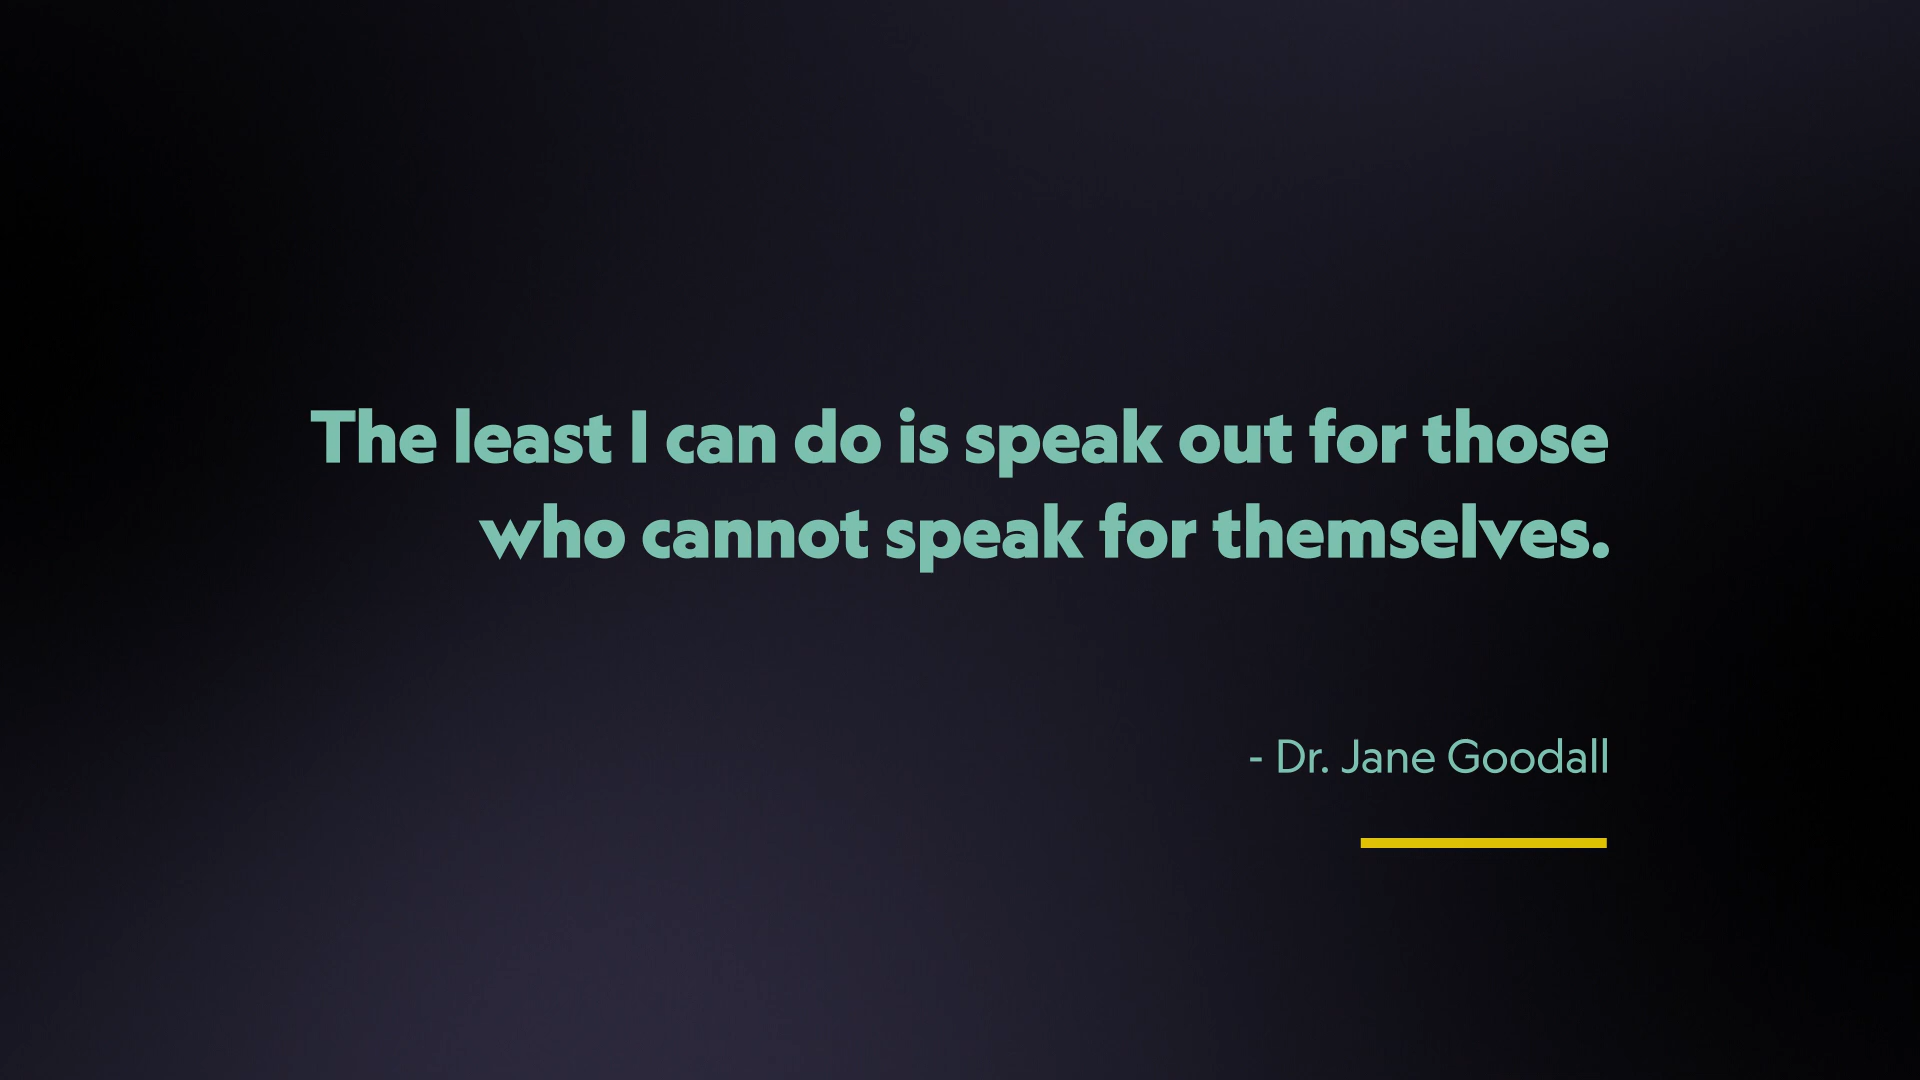 The least I can do is speak out for those
who cannot speak for themselves.
- Dr. Jane Goodall